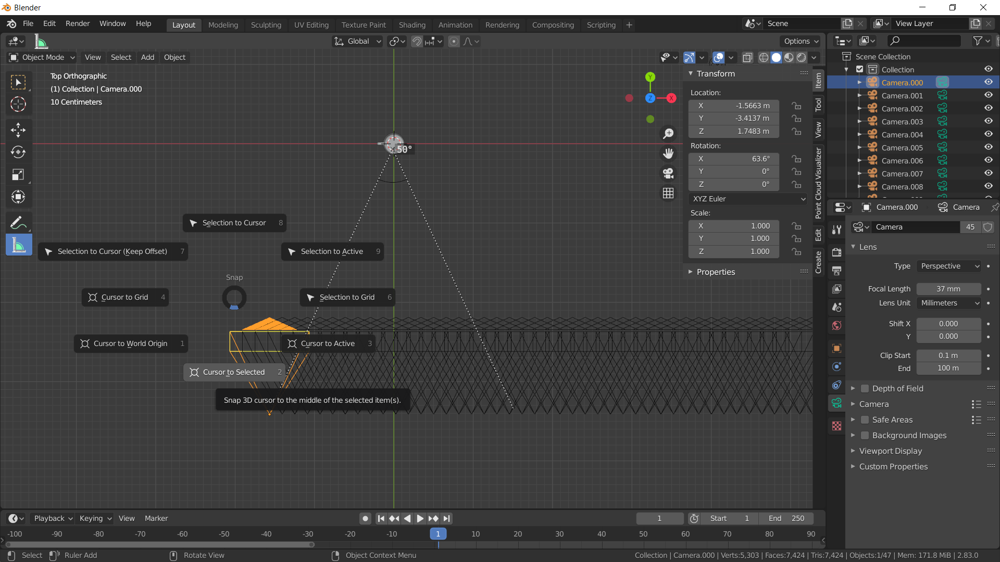 Blender
File Edit Render Window Help
Layout Modeling Sculpting UV Editing Texture Paint Shading Animation Rendering Compositing Scripting +
Scene
View Layer
Global
Options
Object Mode View Select Add Object
Top Orthographic
(1) Collection | Camera.000
10 Centimeters
50°
Y
Z
X
Selection to Cursor 8
Selection to Cursor (Keep Offset) 7
Selection to Active 9
Snap
Cursor to Grid 4
Selection to Grid 6
Cursor to World Origin 1
Cursor to Active 3
Cursor to Selected 2
Snap 3D cursor to the middle of the selected item(s).
Transform
Location:
X -1.5663 m
Y -3.4137 m
Z 1.7483 m
Rotation:
X 63.6°
Y 0°
Z 0°
XYZ Euler
Scale:
X 1.000
Y 1.000
Z 1.000
Properties
Item
Tool
View
Point Cloud Visualizer
Edit
Create
Scene Collection
Collection
Camera.000
Camera.001
Camera.002
Camera.003
Camera.004
Camera.005
Camera.006
Camera.007
Camera.008
Camera.000 Camera
Camera 45
Lens
Type Perspective
Focal Length 37 mm
Lens Unit Millimeters
Shift X 0.000
Y 0.000
Clip Start 0.1 m
End 100 m
Depth of Field
Camera
Safe Areas
Background Images
Viewport Display
Custom Properties
Playback Keying View Marker
1 Start 1 End 250
-100 -90 -80 -70 -60 -50 -40 -30 -20 -10 1 10 20 30 40 50 60 70 80 90
Select Ruler Add Rotate View Object Context Menu
Collection | Camera.000 | Verts:5,303 | Faces:7,424 | Tris:7,424 | Objects:1/47 | Mem: 171.8 MiB | 2.83.0